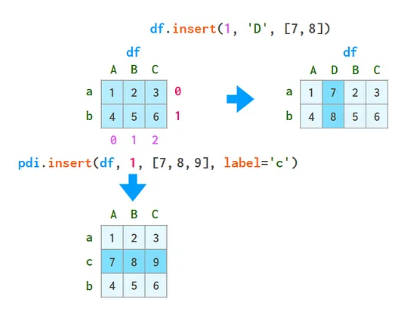 df.insert(1, 'D', [7,8])
df
A B C
a 1 2 3 0
b 4 5 6 1
0 1 2
df
A D B C
a 1 7 2 3
b 4 8 5 6
pdi.insert(df, 1, [7,8,9], label='c')
A B C
a 1 2 3
c 7 8 9
b 4 5 6